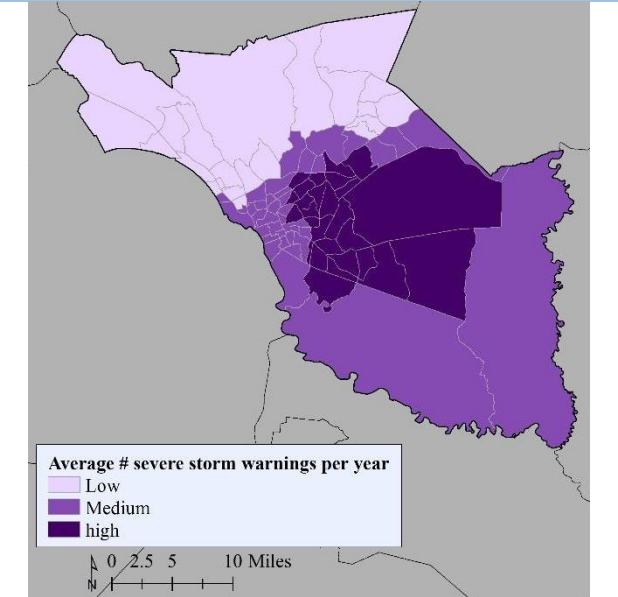 Average # severe storm warnings per year
Low
Medium
high
N 0 2.5 5 10 Miles